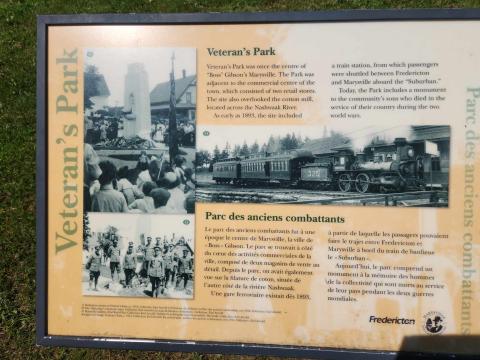 Veteran's Park
Veteran's Park
Veteran's Park was once the centre of
"Boss" Gibson's Marysville. The Park was
adjacent to the commercial centre of the
town, which consisted of two retail stores.
The site also overlooked the cotton mill,
located across the Nashwaak River.
As early as 1893, the site included
a train station, from which passengers
were shuttled between Fredericton
and Marysville aboard the "Suburban."
Today, the Park includes a monument
to the community's sons who died in the
service of their country during the two
world wars.
Parc des anciens combattants
Le parc des anciens combattants fut à une
époque le centre de Marysville, la ville de
« Boss » Gibson. Le parc se trouvait à côté
du cœur des activités commerciales de la
ville, composé de deux magasins de vente au
détail. Depuis le parc, on avait également
vue sur la filature de coton, située de
l'autre côté de la rivière Nashwaak.
Une gare ferroviaire existait dès 1893,
à partir de laquelle les passagers pouvaient
faire le trajet entre Fredericton et
Marysville à bord du train de banlieue
le « Suburban ».
Aujourd'hui, le parc comprend un
monument à la mémoire des hommes
de la collectivité qui sont morts au service
de leur pays pendant les deux guerres
mondiales.
Parc des anciens combattants
Fredericton